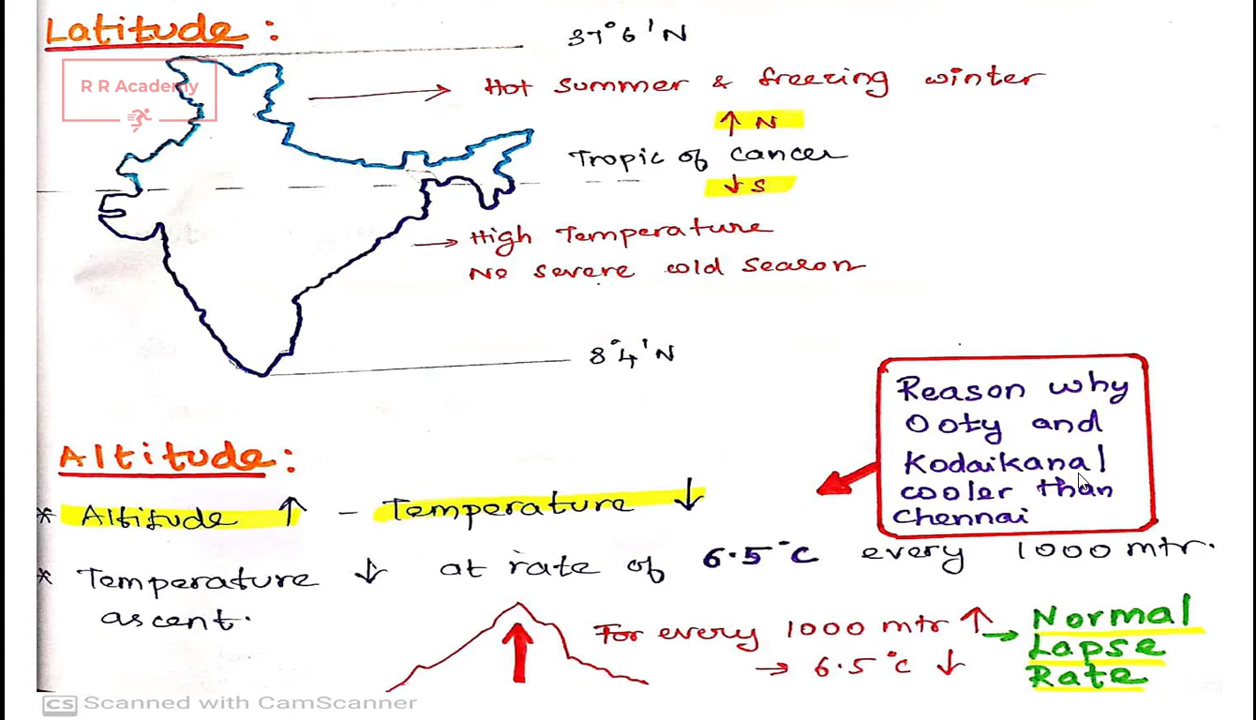 Latitude :
37°6'N
R R Academy
Hot Summer & freezing winter
↑ N
Tropic of cancer
↓ S
→ High Temperature
No severe cold season
8°4'N
Reason why
Ooty and
Kodaikanal
cooler than
Chennai
Altitude :
* Altitude ↑ - Temperature ↓
* Temperature ↓ at rate of 6.5°c every 1000 mtr.
ascent.
For every 1000 mtr ↑ → Normal
→ 6.5°c ↓
Lapse
Rate
CS Scanned with CamScanner